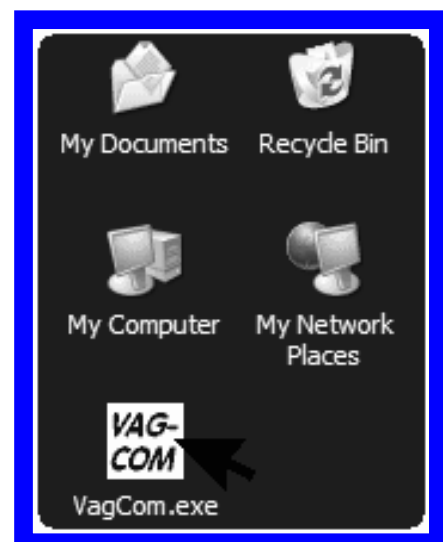 My Documents
Recycle Bin
My Computer
My Network
Places
VAG-
COM
VagCom.exe